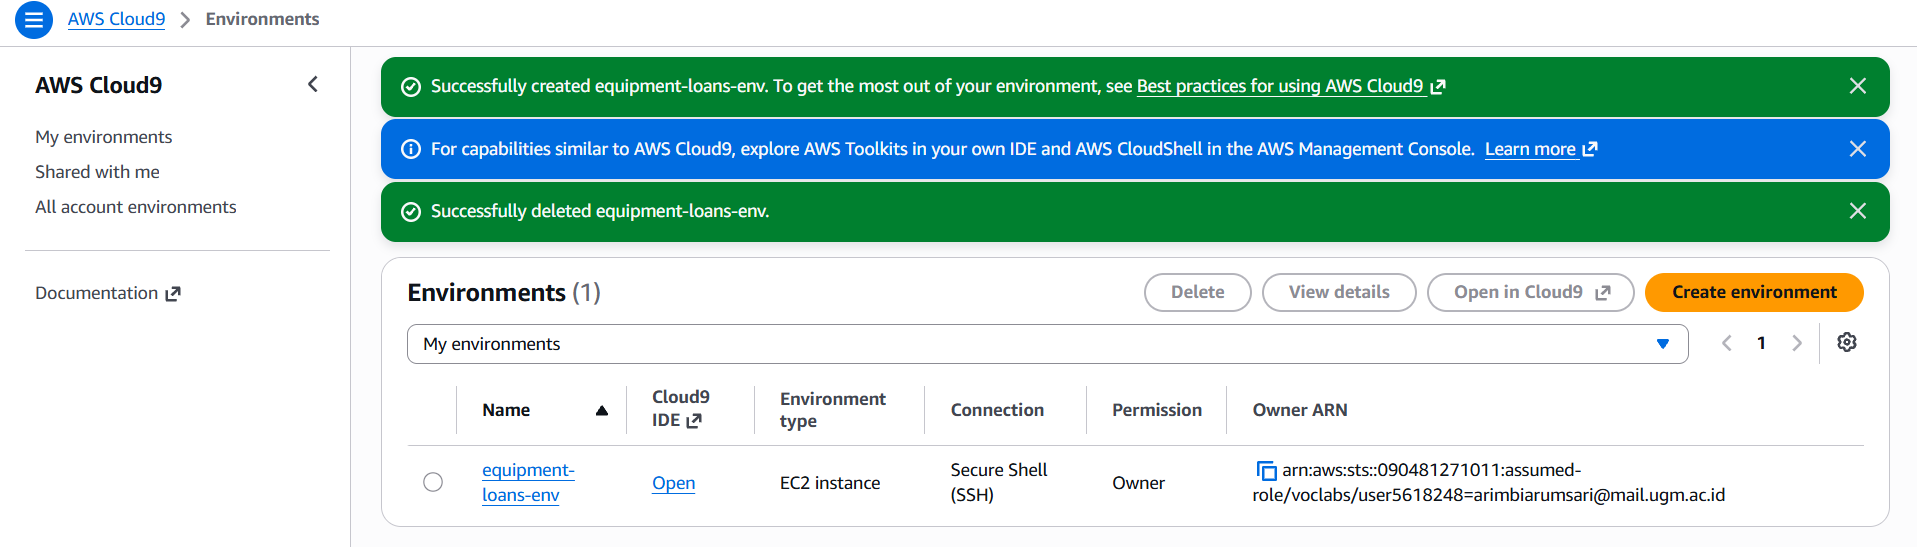 AWS Cloud9 > Environments
AWS Cloud9
My environments
Shared with me
All account environments
Documentation
Successfully created equipment-loans-env. To get the most out of your environment, see Best practices for using AWS Cloud9
For capabilities similar to AWS Cloud9, explore AWS Toolkits in your own IDE and AWS CloudShell in the AWS Management Console. Learn more
Successfully deleted equipment-loans-env.
Environments (1)
Delete
View details
Open in Cloud9
Create environment
My environments
1
Name
Cloud9
IDE
Environment
type
Connection
Permission
Owner ARN
equipment-
loans-env
Open
EC2 instance
Secure Shell
(SSH)
Owner
arn:aws:sts::090481271011:assumed-
role/voclabs/user5618248=arimbiarumsari@mail.ugm.ac.id